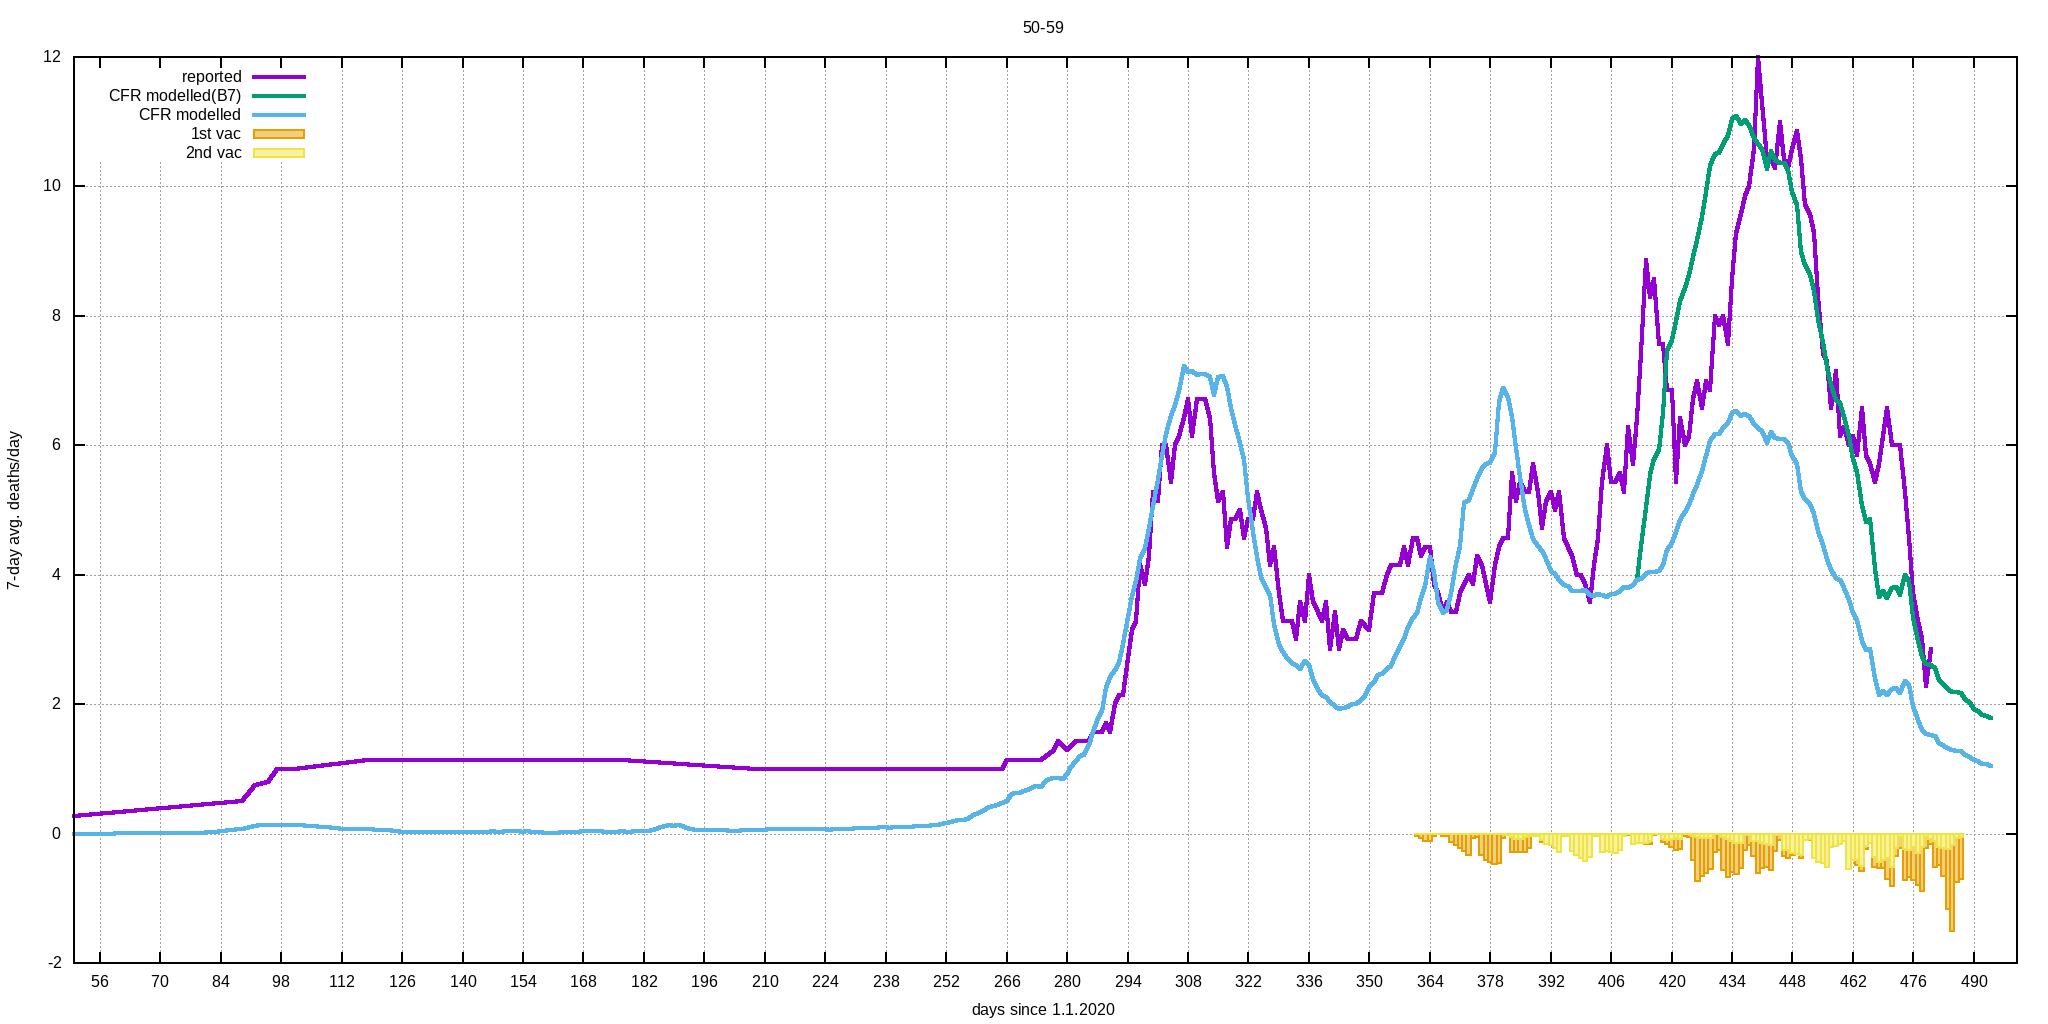 50-59
reported
CFR modelled(B7)
CFR modelled
1st vac
2nd vac
12
10
8
6
4
2
0
-2
7-day avg. deaths/day
56 70 84 98 112 126 140 154 168 182 196 210 224 238 252 266 280 294 308 322 336 350 364 378 392 406 420 434 448 462 476 490
days since 1.1.2020